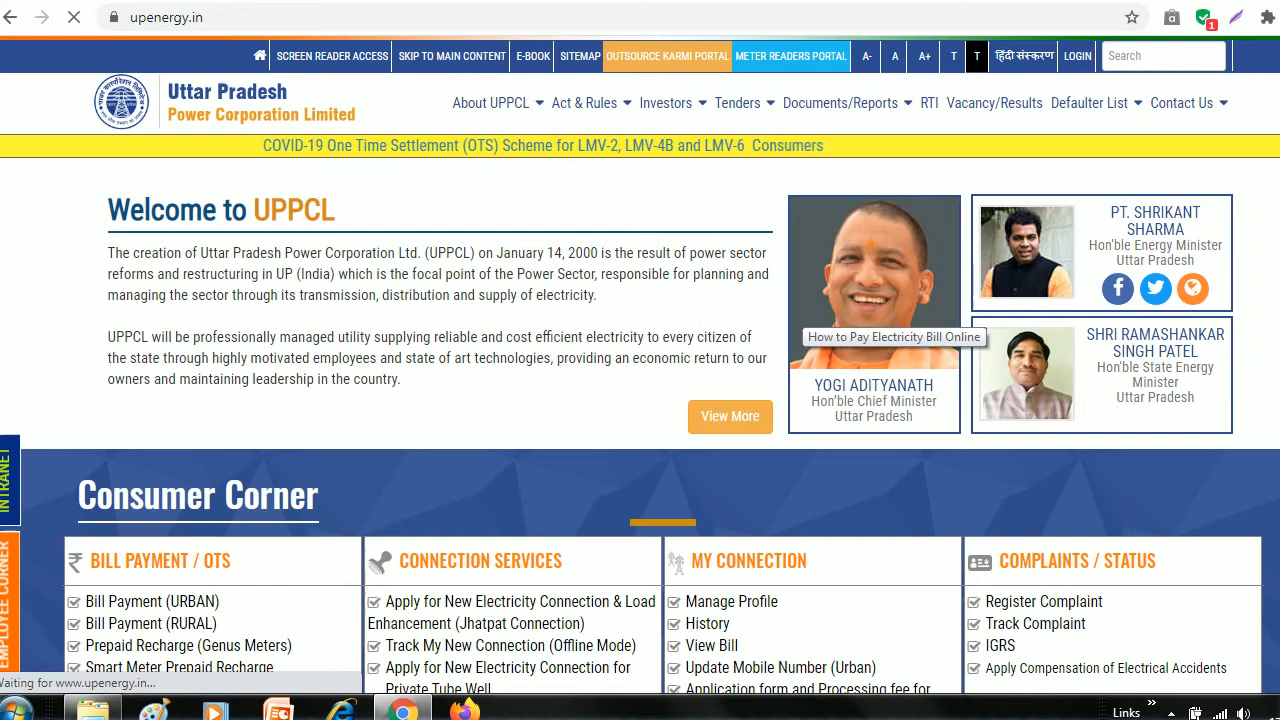 upenergy.in
1
SCREEN READER ACCESS SKIP TO MAIN CONTENT E-BOOK SITEMAP OUTSOURCE KARMI PORTAL METER READERS PORTAL A- A A+ T T हिंदी संस्करण LOGIN Search
Uttar Pradesh
Power Corporation Limited
About UPPCL Act & Rules Investors Tenders Documents/Reports RTI Vacancy/Results Defaulter List Contact Us
COVID-19 One Time Settlement (OTS) Scheme for LMV-2, LMV-4B and LMV-6 Consumers
Welcome to UPPCL
The creation of Uttar Pradesh Power Corporation Ltd. (UPPCL) on January 14, 2000 is the result of power sector
reforms and restructuring in UP (India) which is the focal point of the Power Sector, responsible for planning and
managing the sector through its transmission, distribution and supply of electricity.
UPPCL will be professionally managed utility supplying reliable and cost efficient electricity to every citizen of
the state through highly motivated employees and state of art technologies, providing an economic return to our
owners and maintaining leadership in the country.
View More
How to Pay Electricity Bill Online
YOGI ADITYANATH
Hon'ble Chief Minister
Uttar Pradesh
PT. SHRIKANT
SHARMA
Hon'ble Energy Minister
Uttar Pradesh
SHRI RAMASHANKAR
SINGH PATEL
Hon'ble State Energy
Minister
Uttar Pradesh
INTRANET
EMPLOYEE CORNER
Consumer Corner
BILL PAYMENT / OTS
Bill Payment (URBAN)
Bill Payment (RURAL)
Prepaid Recharge (Genus Meters)
Smart Meter Prepaid Recharge
CONNECTION SERVICES
Apply for New Electricity Connection & Load
Enhancement (Jhatpat Connection)
Track My New Connection (Offline Mode)
Apply for New Electricity Connection for
Private Tube Well
MY CONNECTION
Manage Profile
History
View Bill
Update Mobile Number (Urban)
Application form and Processing fee for
COMPLAINTS / STATUS
Register Complaint
Track Complaint
IGRS
Apply Compensation of Electrical Accidents
Waiting for www.upenergy.in...
Links